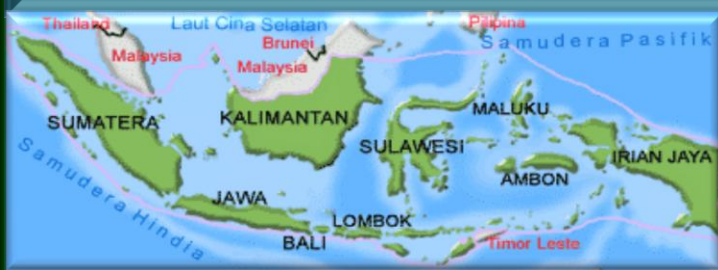 Thailand
Laut Cina Selatan
Pilipina
Brunei
Samudera Pasifik
Malaysia
Malaysia
MALUKU
SUMATERA
KALIMANTAN
SULAWESI
IRIAN JAYA
Samudera Hindia
AMBON
JAWA
LOMBOK
BALI
Timor Leste